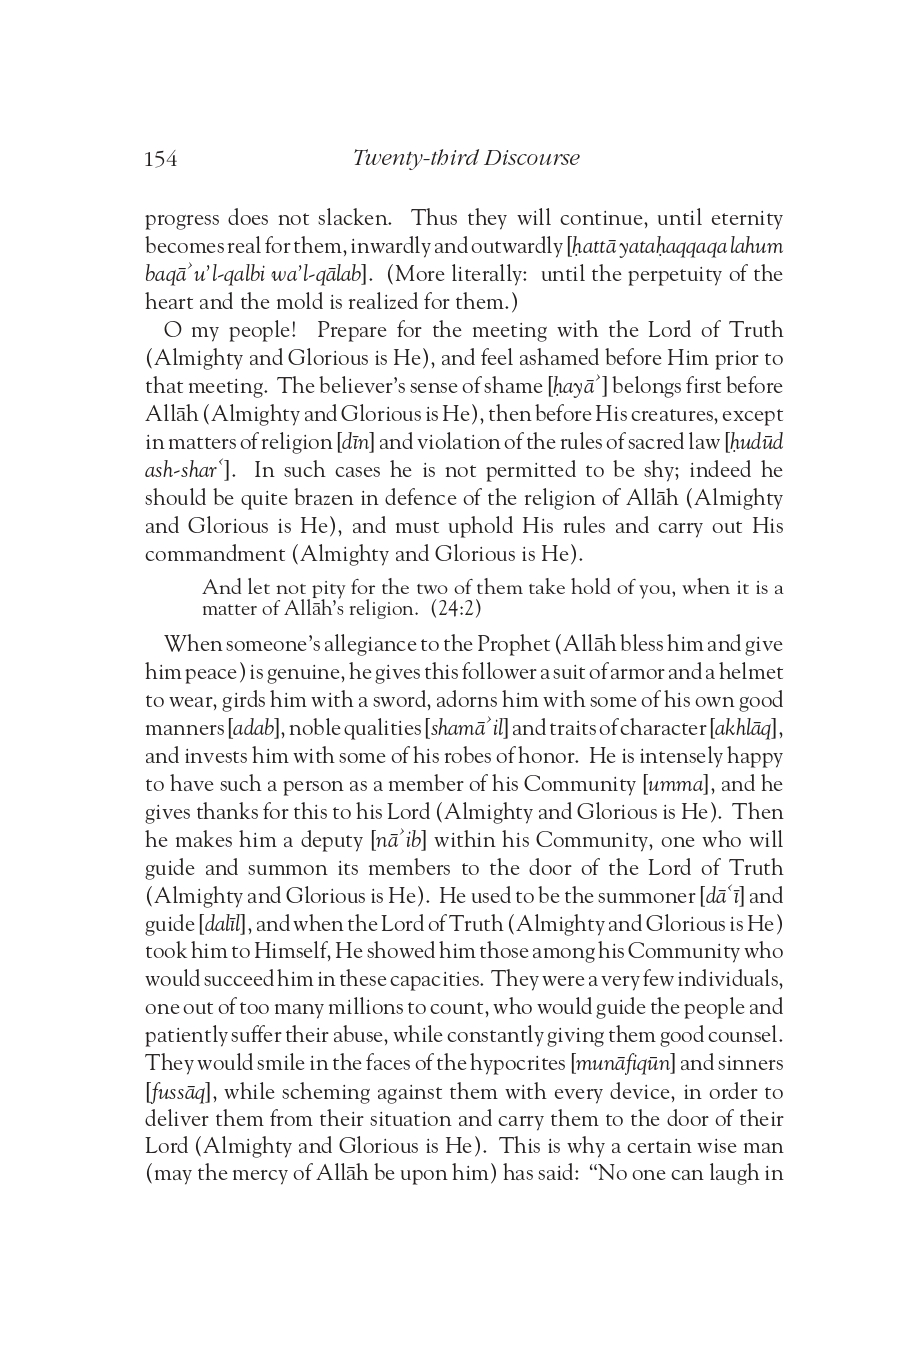 154 Twenty-third Discourse
progress does not slacken. Thus they will continue, until eternity
becomes real for them, inwardly and outwardly [ḥattā yataḥaqqaqa lahum
baqāʾu’l-qalbi wa’l-qālab]. (More literally: until the perpetuity of the
heart and the mold is realized for them.)
O my people! Prepare for the meeting with the Lord of Truth
(Almighty and Glorious is He), and feel ashamed before Him prior to
that meeting. The believer’s sense of shame [ḥayāʾ] belongs first before
Allāh (Almighty and Glorious is He), then before His creatures, except
in matters of religion [dīn] and violation of the rules of sacred law [ḥudūd
ash-sharʿ]. In such cases he is not permitted to be shy; indeed he
should be quite brazen in defence of the religion of Allāh (Almighty
and Glorious is He), and must uphold His rules and carry out His
commandment (Almighty and Glorious is He).
And let not pity for the two of them take hold of you, when it is a
matter of Allāh’s religion. (24:2)
When someone’s allegiance to the Prophet (Allāh bless him and give
him peace) is genuine, he gives this follower a suit of armor and a helmet
to wear, girds him with a sword, adorns him with some of his own good
manners [adab], noble qualities [shamāʾil] and traits of character [akhlāq],
and invests him with some of his robes of honor. He is intensely happy
to have such a person as a member of his Community [umma], and he
gives thanks for this to his Lord (Almighty and Glorious is He). Then
he makes him a deputy [nāʾib] within his Community, one who will
guide and summon its members to the door of the Lord of Truth
(Almighty and Glorious is He). He used to be the summoner [dāʿī] and
guide [dalīl], and when the Lord of Truth (Almighty and Glorious is He)
took him to Himself, He showed him those among his Community who
would succeed him in these capacities. They were a very few individuals,
one out of too many millions to count, who would guide the people and
patiently suffer their abuse, while constantly giving them good counsel.
They would smile in the faces of the hypocrites [munāfiqūn] and sinners
[fussāq], while scheming against them with every device, in order to
deliver them from their situation and carry them to the door of their
Lord (Almighty and Glorious is He). This is why a certain wise man
(may the mercy of Allāh be upon him) has said: “No one can laugh in